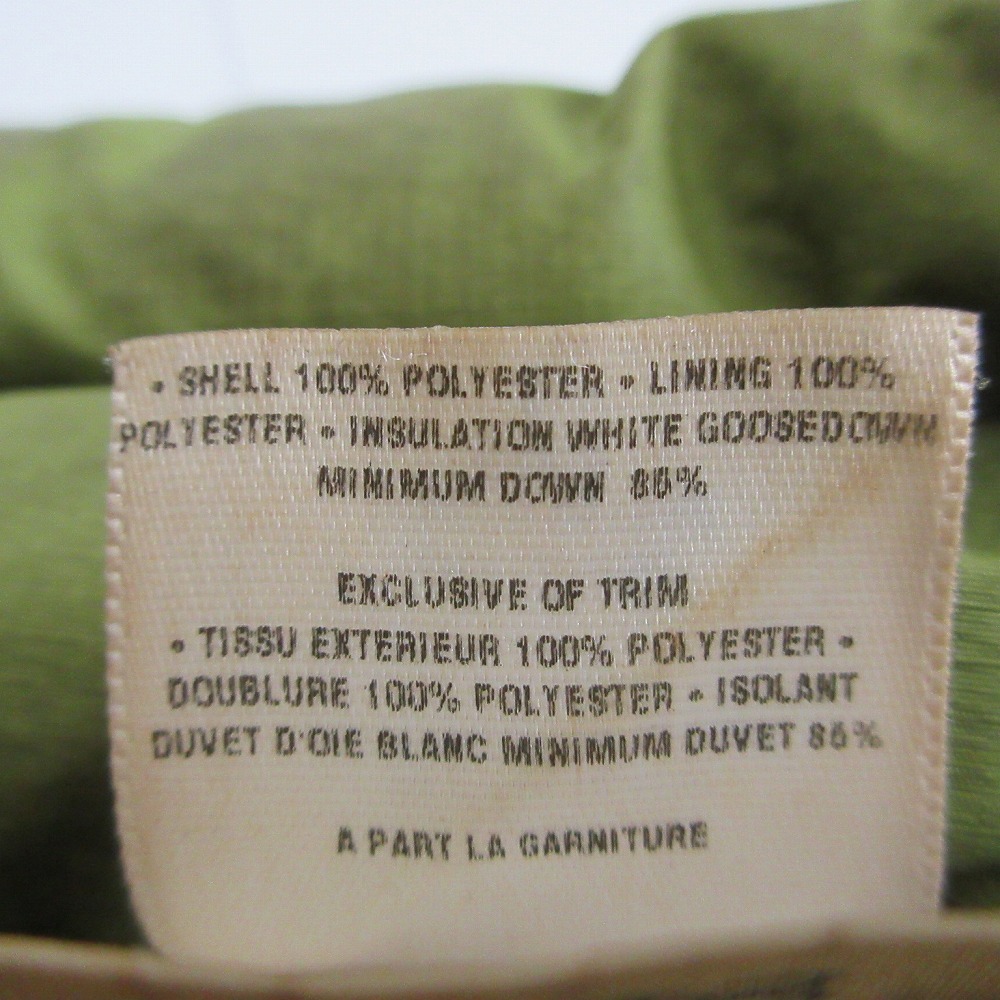 • SHELL 100% POLYESTER • LINING 100%
POLYESTER • INSULATION WHITE GOOSEDOWN
MINIMUM DOWN 85%
EXCLUSIVE OF TRIM
• TISSU EXTERIEUR 100% POLYESTER •
DOUBLURE 100% POLYESTER • ISOLANT
DUVET D'OIE BLANC MINIMUM DUVET 85%
A PART LA GARNITURE